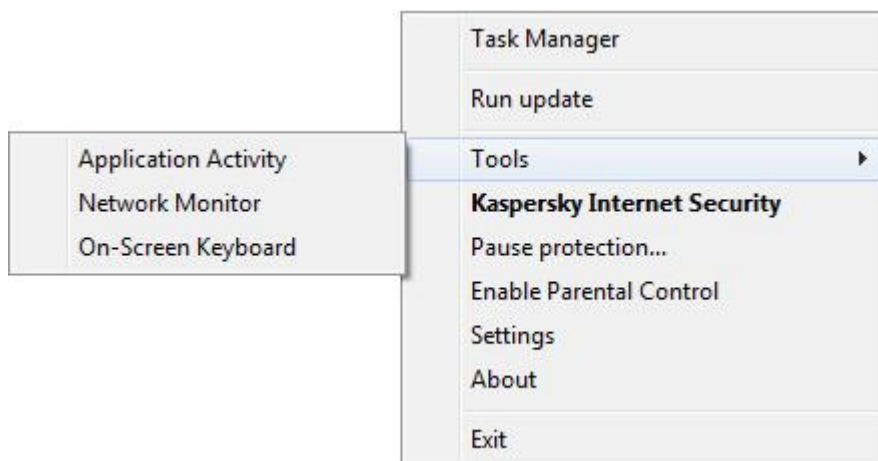 Task Manager
Run update
Tools
Application Activity
Network Monitor
On-Screen Keyboard
Kaspersky Internet Security
Pause protection...
Enable Parental Control
Settings
About
Exit